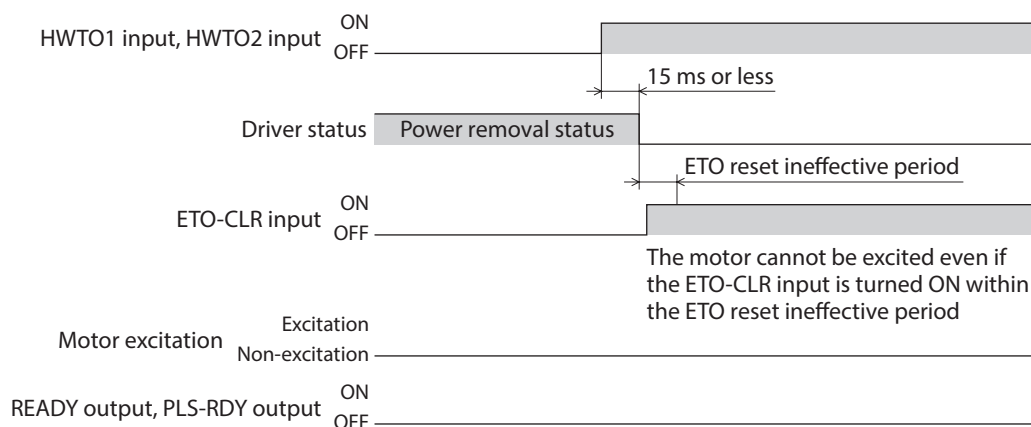 ON
HWTO1 input, HWTO2 input
OFF
15 ms or less
Driver status
Power removal status
ETO reset ineffective period
ON
ETO-CLR input
OFF
The motor cannot be excited even if
the ETO-CLR input is turned ON within
the ETO reset ineffective period
Excitation
Motor excitation
Non-excitation
ON
READY output, PLS-RDY output
OFF